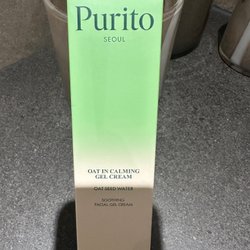 Purito
SEOUL
OAT IN CALMING
GEL CREAM
OAT SEED WATER
SOOTHING
FACIAL GEL CREAM